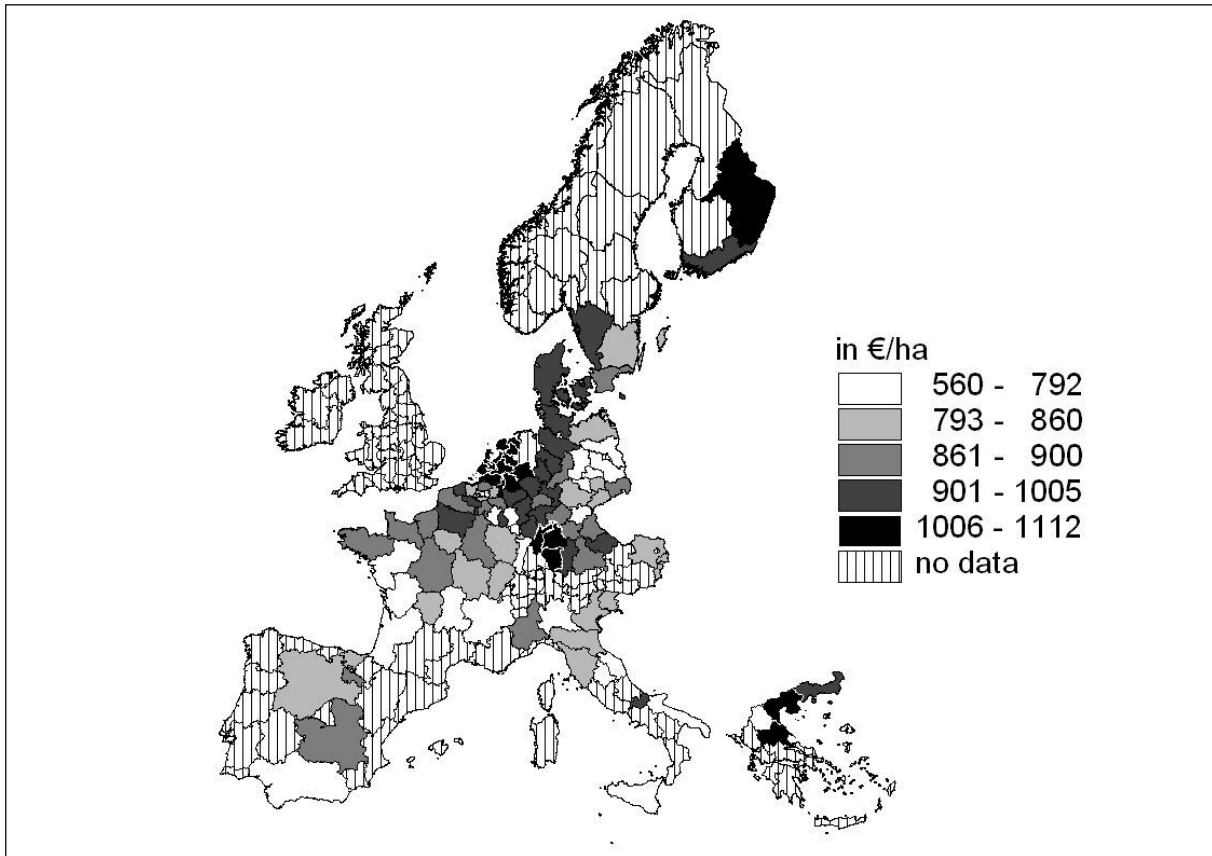 in €/ha
560 - 792
793 - 860
861 - 900
901 - 1005
1006 - 1112
no data